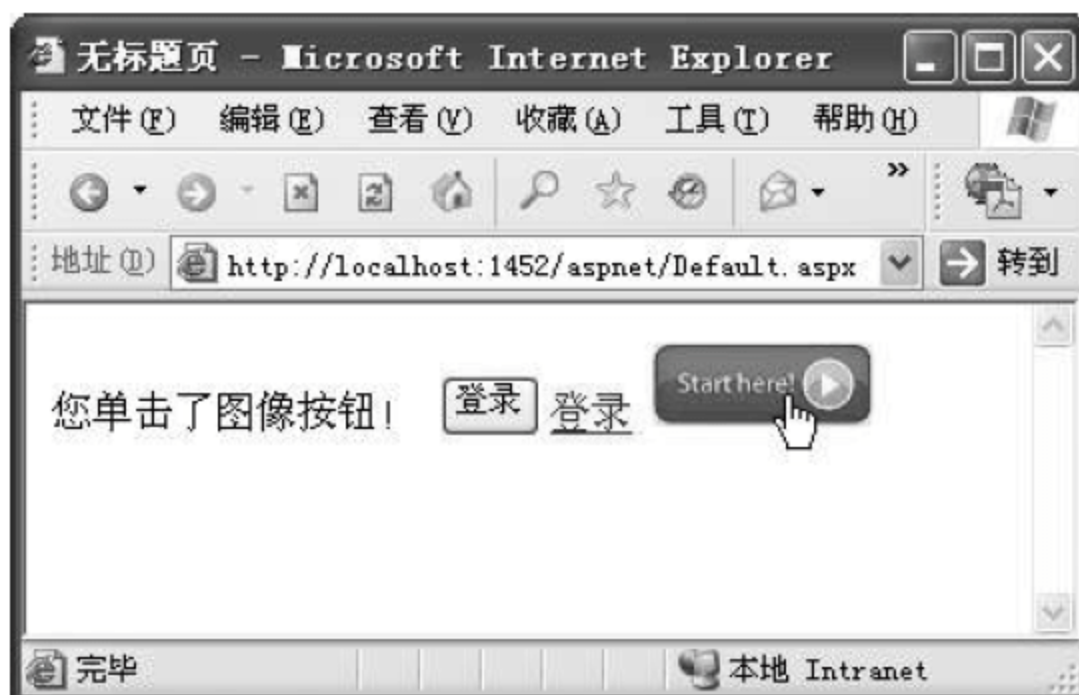 无标题页 - Microsoft Internet Explorer
文件(F) 编辑(E) 查看(V) 收藏(A) 工具(T) 帮助(H)
地址(D) http://localhost:1452/aspnet/Default.aspx 转到
您单击了图像按钮! 登录 登录 Start here!
完毕 本地 Intranet